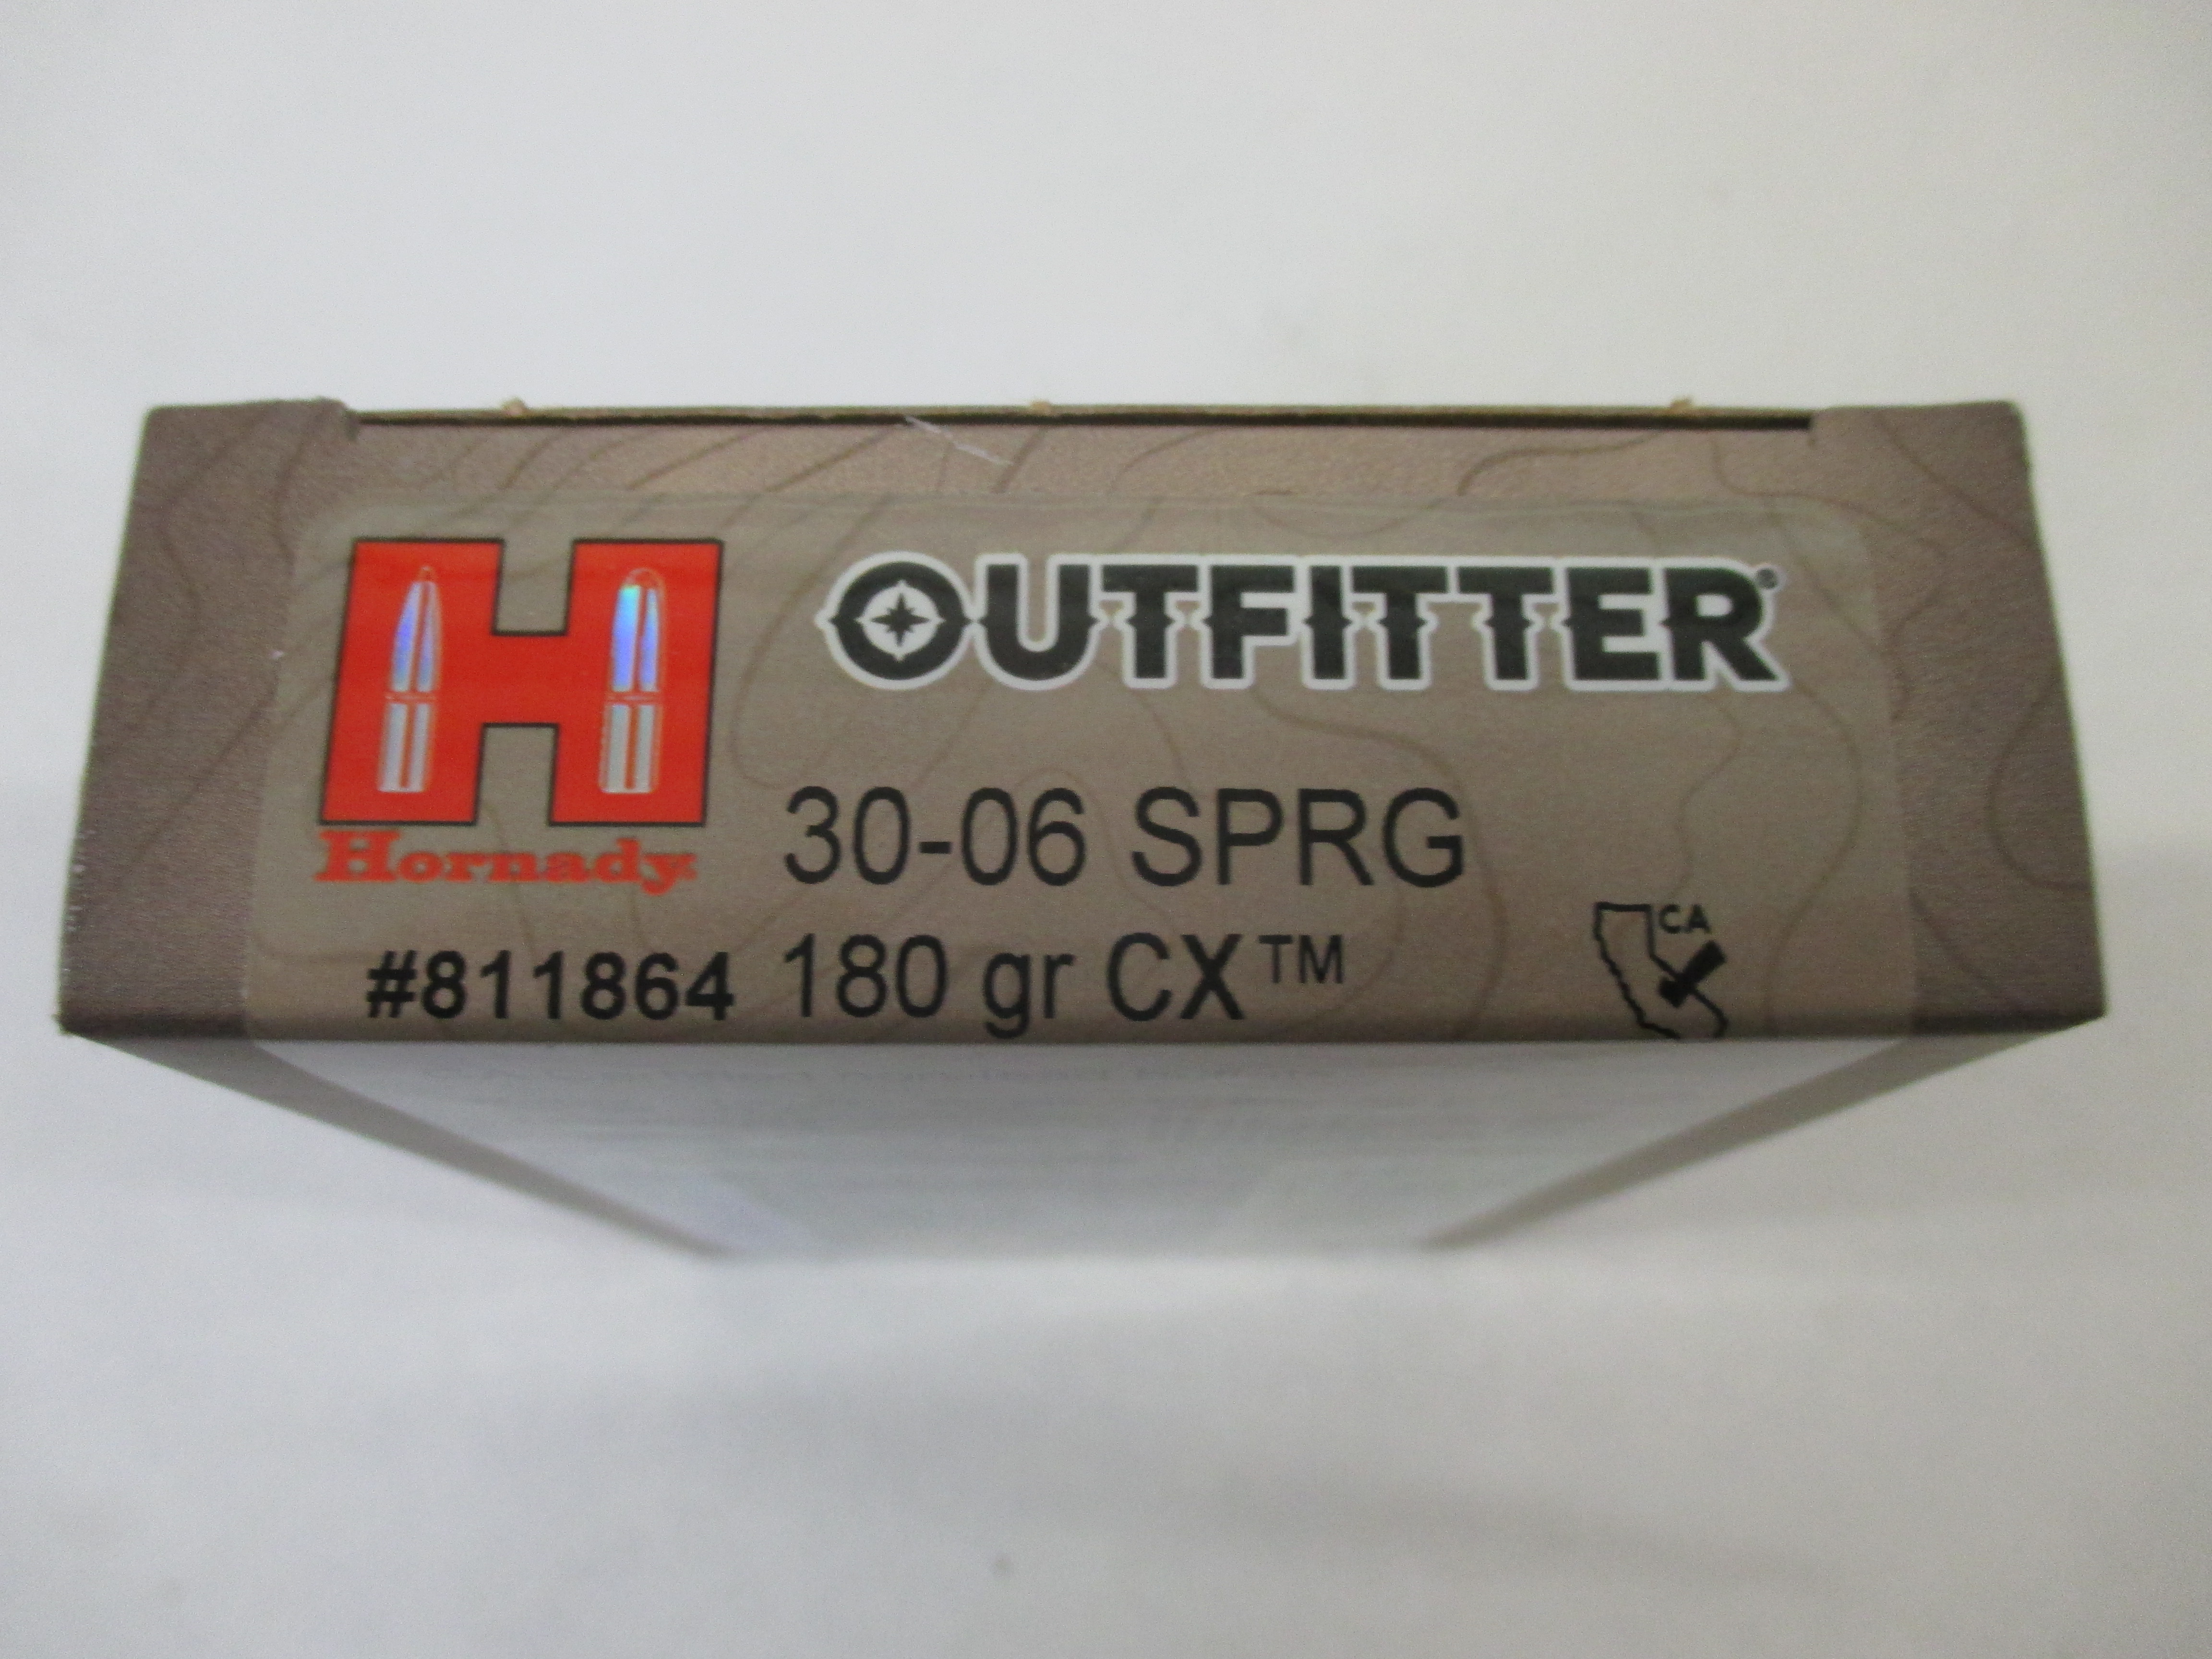 OUTFITTER®
Hornady
30-06 SPRG
#811864 180 gr CX™
CA